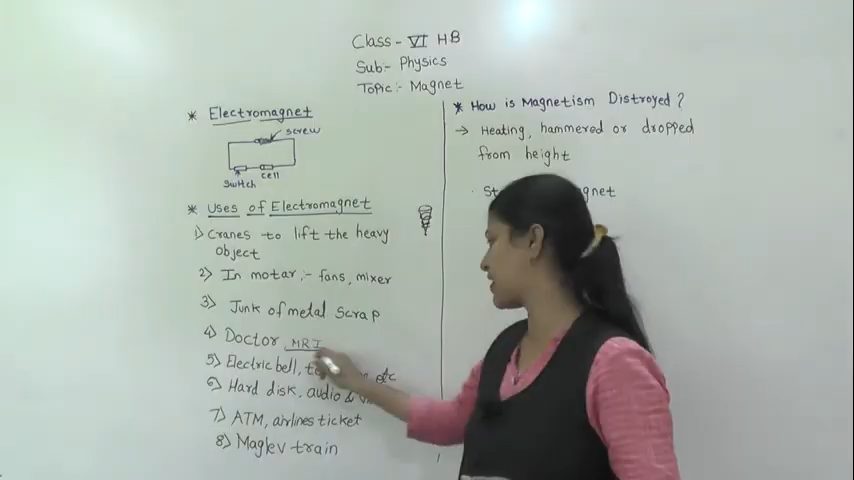 Class - VI HB
Sub:- Physics
Topic:- Magnet
* Electromagnet
screw
cell
switch
* Uses of Electromagnet
1) Cranes to lift the heavy
object
2) In motar:- fans, mixer
3) Junk of metal scrap
4) Doctor, MRI
5) Electric bell, etc
6) Hard disk, audio &
7) ATM, airlines ticket
8) Maglev train
* How is Magnetism Distroyed?
→ Heating, hammered or dropped
from height